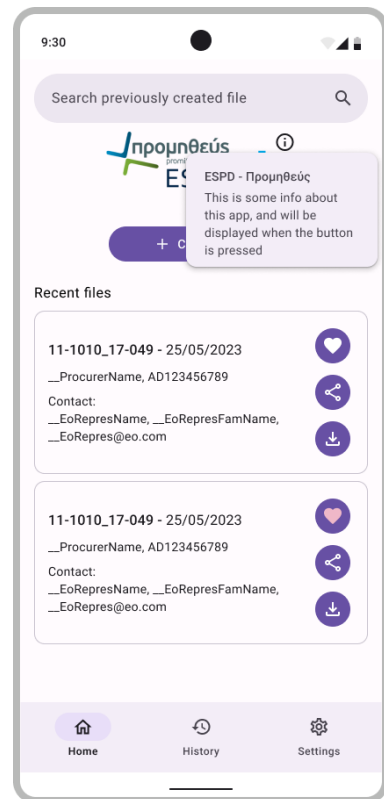 9:30
Search previously created file
προμηθεύς
ES
ESPD - Προμηθεύς
This is some info about
this app, and will be
displayed when the button
is pressed
+ C
Recent files
11-1010_17-049 - 25/05/2023
__ProcurerName, AD123456789
Contact:
__EoRepresName, __EoRepresFamName,
__EoRepres@eo.com
11-1010_17-049 - 25/05/2023
__ProcurerName, AD123456789
Contact:
__EoRepresName, __EoRepresFamName,
__EoRepres@eo.com
Home
History
Settings